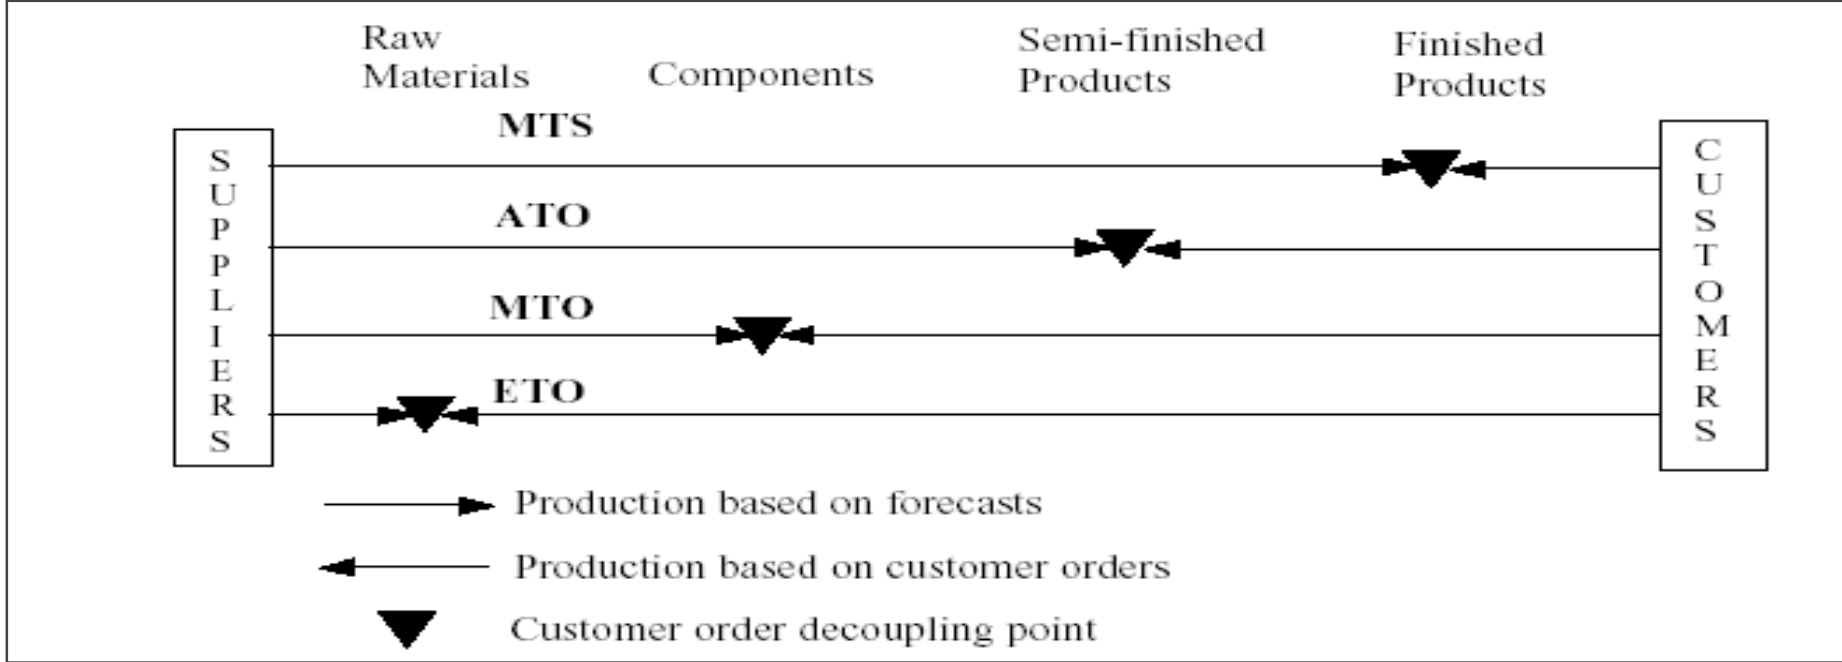 Raw
Materials
Components
Semi-finished
Products
Finished
Products
MTS
ATO
MTO
ETO
SUPPLIERS
CUSTOMERS
Production based on forecasts
Production based on customer orders
Customer order decoupling point